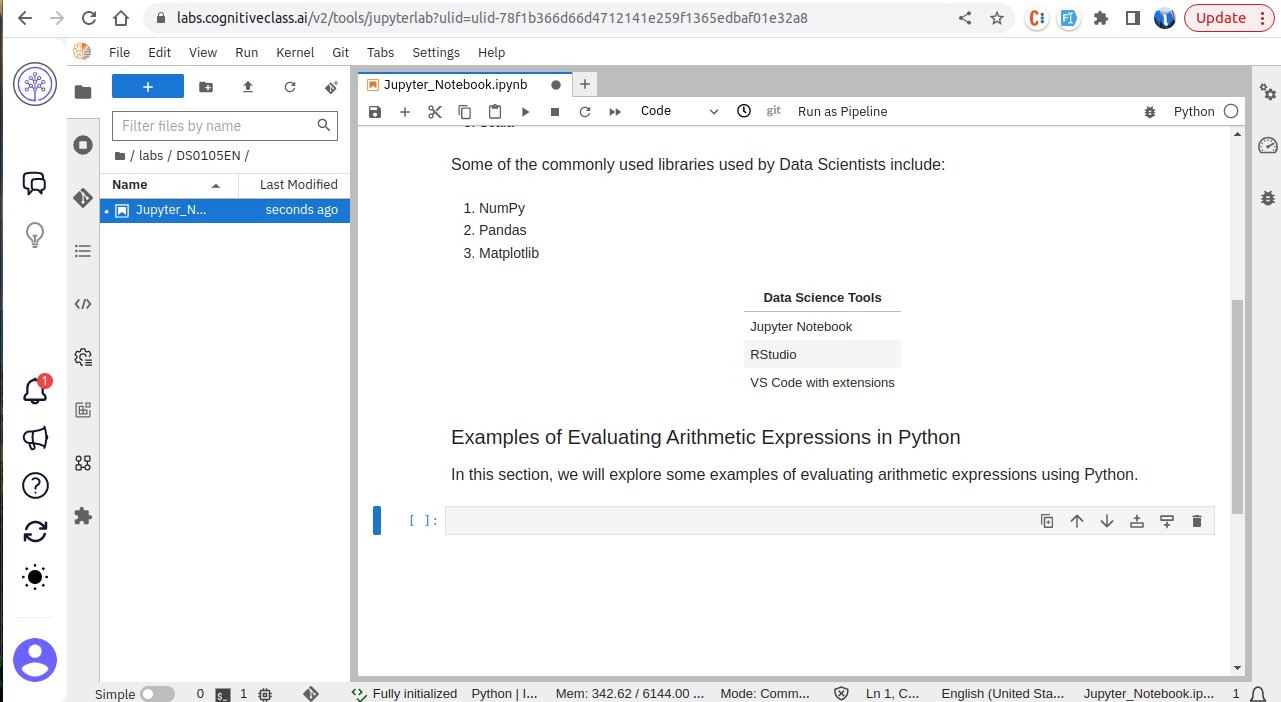 labs.cognitiveclass.ai/v2/tools/jupyterlab?ulid=ulid-78f1b366d66d4712141e259f1365edbaf01e32a8
Update
File Edit View Run Kernel Git Tabs Settings Help
Jupyter_Notebook.ipynb
Code
git
Run as Pipeline
Python
Filter files by name
/ labs / DS0105EN /
Name Last Modified
Jupyter_N... seconds ago
Some of the commonly used libraries used by Data Scientists include:
1. NumPy
2. Pandas
3. Matplotlib
Data Science Tools
Jupyter Notebook
RStudio
VS Code with extensions
Examples of Evaluating Arithmetic Expressions in Python
In this section, we will explore some examples of evaluating arithmetic expressions using Python.
[ ]:
1
Simple 0 1 Fully initialized Python | I... Mem: 342.62 / 6144.00 ... Mode: Comm... Ln 1, C... English (United Sta... Jupyter_Notebook.ip... 1